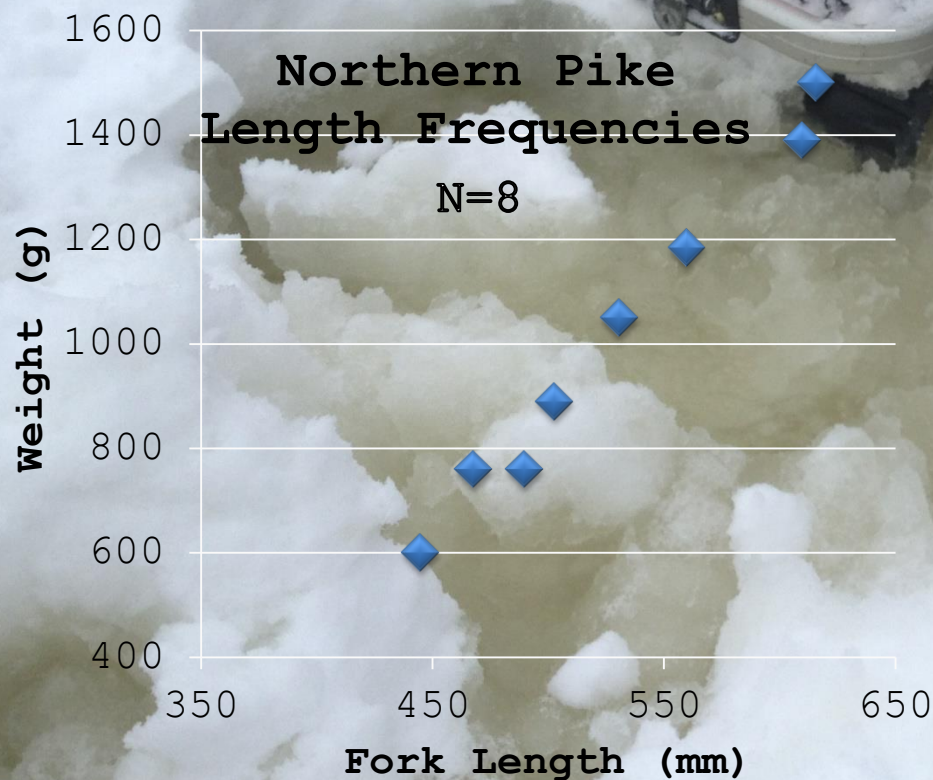 Northern Pike
Length Frequencies
N=8
Weight (g)
1600
1400
1200
1000
800
600
400
350 450 550 650
Fork Length (mm)